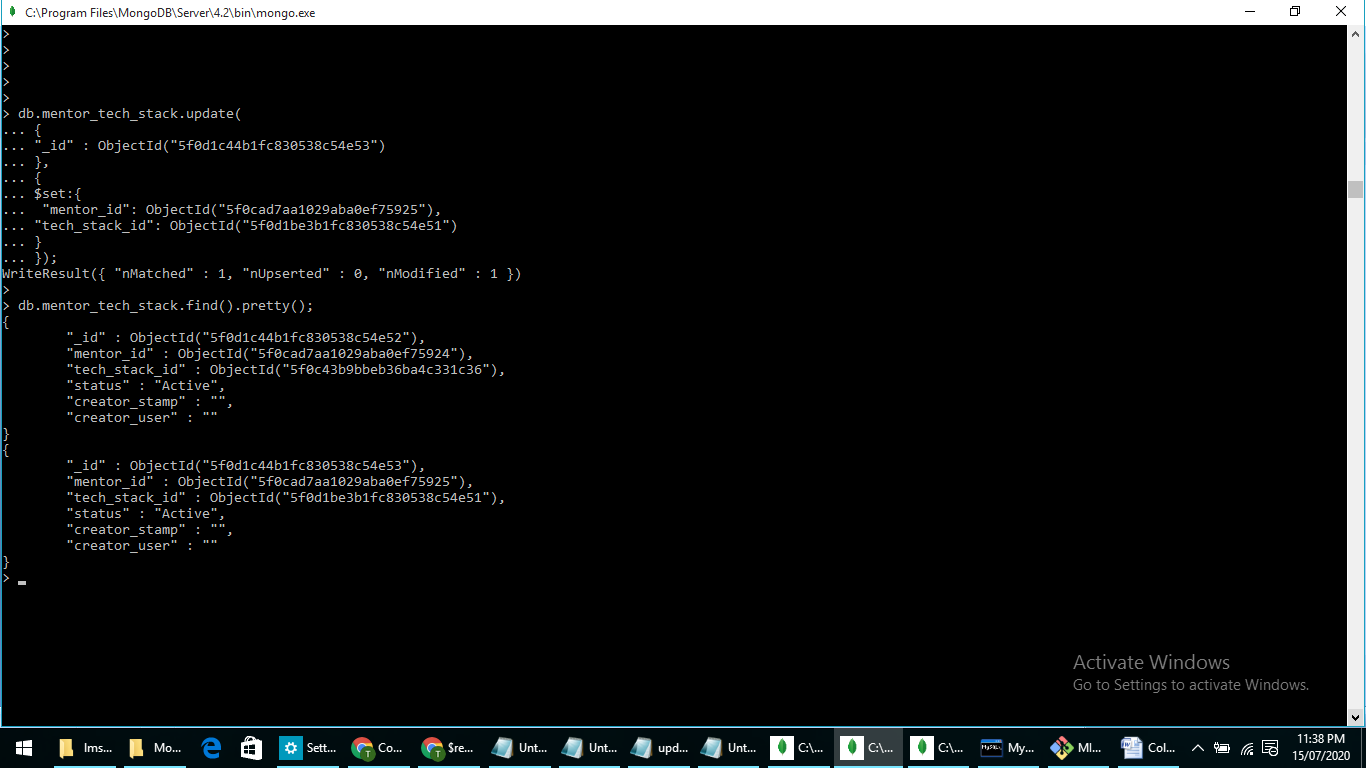 C:\Program Files\MongoDB\Server\4.2\bin\mongo.exe
>
>
>
>
>
> db.mentor_tech_stack.update(
... {
... "_id" : ObjectId("5f0d1c44b1fc830538c54e53")
... },
... {
... $set:{
...  "mentor_id": ObjectId("5f0cad7aa1029aba0ef75925"),
... "tech_stack_id": ObjectId("5f0d1be3b1fc830538c54e51")
... }
... });
WriteResult({ "nMatched" : 1, "nUpserted" : 0, "nModified" : 1 })
>
> db.mentor_tech_stack.find().pretty();
{
        "_id" : ObjectId("5f0d1c44b1fc830538c54e52"),
        "mentor_id" : ObjectId("5f0cad7aa1029aba0ef75924"),
        "tech_stack_id" : ObjectId("5f0c43b9bbeb36ba4c331c36"),
        "status" : "Active",
        "creator_stamp" : "",
        "creator_user" : ""
}
{
        "_id" : ObjectId("5f0d1c44b1fc830538c54e53"),
        "mentor_id" : ObjectId("5f0cad7aa1029aba0ef75925"),
        "tech_stack_id" : ObjectId("5f0d1be3b1fc830538c54e51"),
        "status" : "Active",
        "creator_stamp" : "",
        "creator_user" : ""
}
>
Activate Windows
Go to Settings to activate Windows.
Ims... Mo... Sett... Co... $re... Unt... Unt... upd... Unt... C:\... C:\... C:\... My... MI... Col... 11:38 PM
15/07/2020